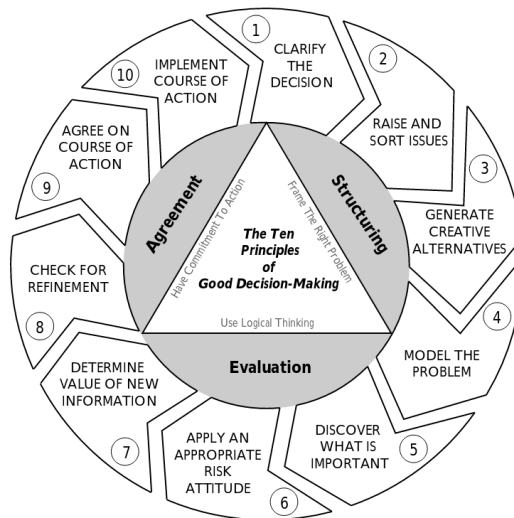 1
CLARIFY
THE
DECISION
2
RAISE AND
SORT ISSUES
3
GENERATE
CREATIVE
ALTERNATIVES
4
MODEL THE
PROBLEM
5
DISCOVER
WHAT IS
IMPORTANT
6
APPLY AN
APPROPRIATE
RISK
ATTITUDE
7
DETERMINE
VALUE OF NEW
INFORMATION
8
CHECK FOR
REFINEMENT
9
AGREE ON
COURSE OF
ACTION
10
IMPLEMENT
COURSE OF
ACTION
Agreement
Structuring
Evaluation
Have Commitment To Action
Frame The Right Problem
Use Logical Thinking
The Ten
Principles
of
Good Decision-Making